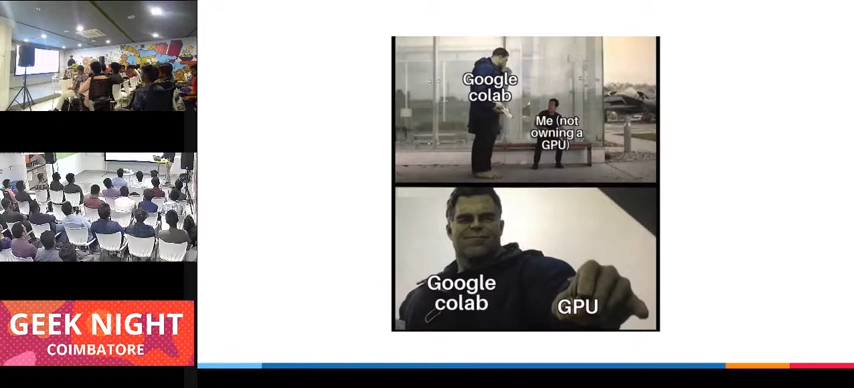 Google
colab
Me (not
owning a
GPU)
Google
colab
GPU
GEEK NIGHT
COIMBATORE